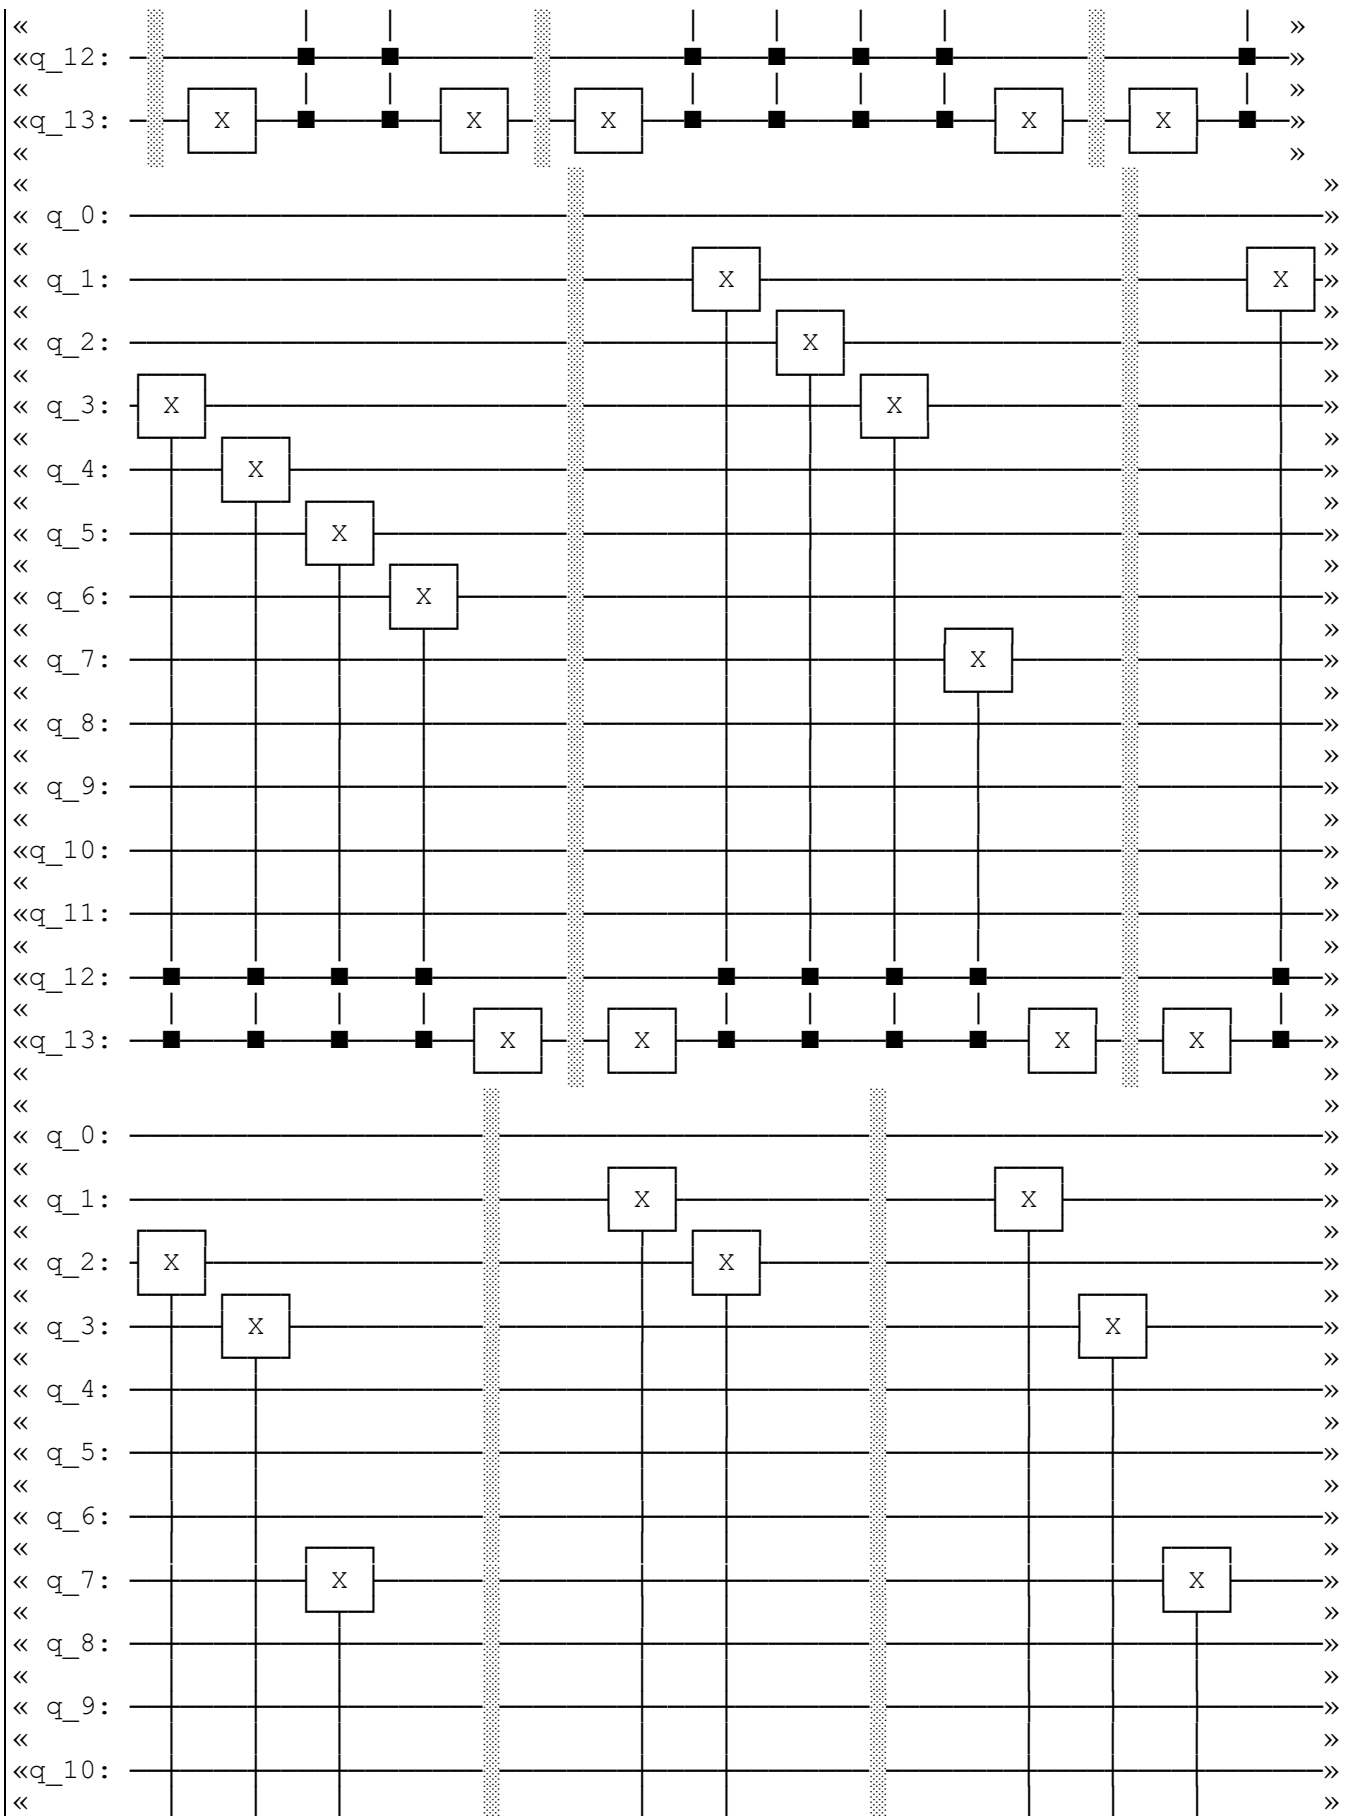 « »
«q_12: »
« »
«q_13: X X X X X »
« »
« »
« q_0: »
« »
« q_1: X X »
« »
« q_2: X »
« »
« q_3: X X »
« »
« q_4: X »
« »
« q_5: X »
« »
« q_6: X »
« »
« q_7: X »
« »
« q_8: »
« »
« q_9: »
« »
«q_10: »
« »
«q_11: »
« »
«q_12: »
« »
«q_13: X X X X »
« »
« »
« q_0: »
« »
« q_1: X X »
« »
« q_2: X X »
« »
« q_3: X X »
« »
« q_4: »
« »
« q_5: »
« »
« q_6: »
« »
« q_7: X X »
« »
« q_8: »
« »
« q_9: »
« »
«q_10: »
« »